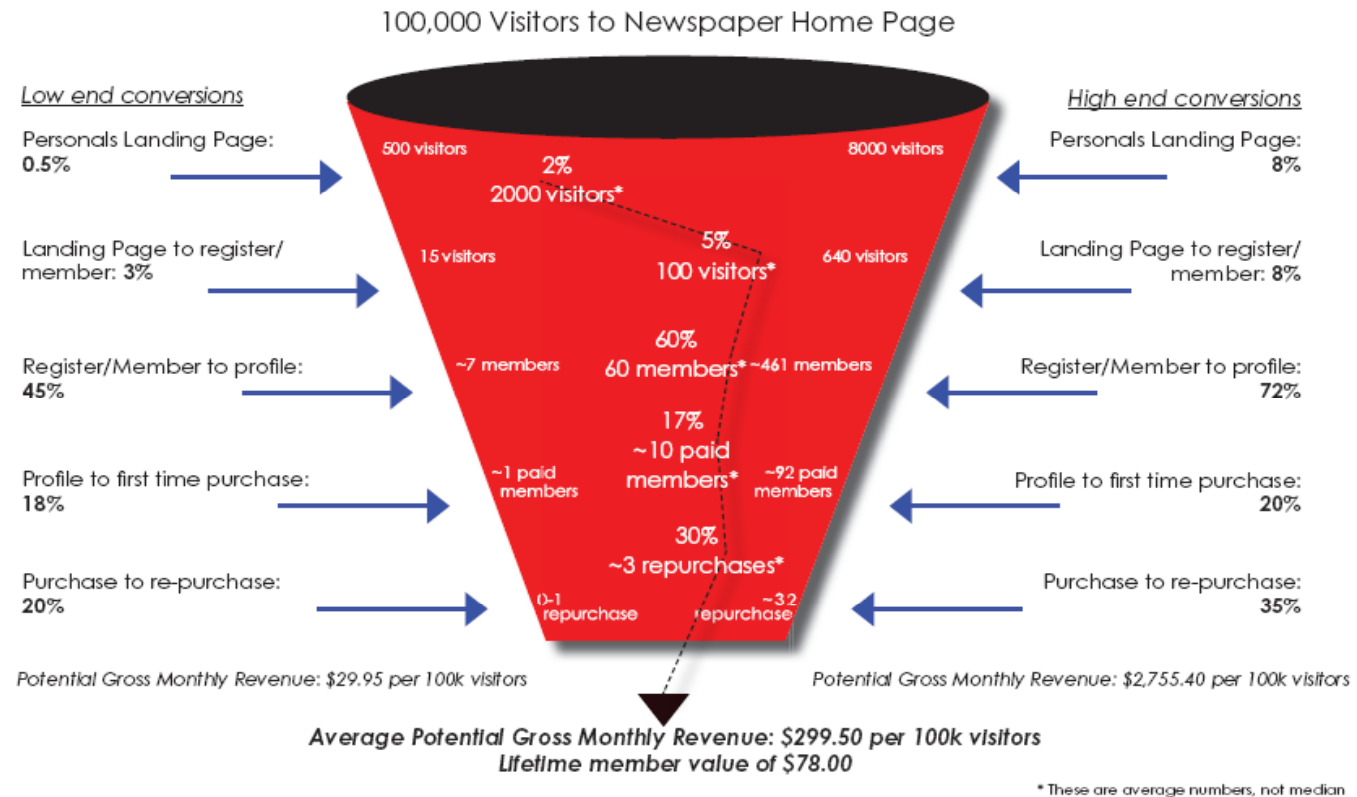 100,000 Visitors to Newspaper Home Page
Low end conversions
High end conversions
Personals Landing Page:
0.5%
500 visitors
2%
2000 visitors*
8000 visitors
Personals Landing Page:
8%
Landing Page to register/
member: 3%
15 visitors
5%
100 visitors*
640 visitors
Landing Page to register/
member: 8%
Register/Member to profile:
45%
~7 members
60%
60 members*
~461 members
Register/Member to profile:
72%
Profile to first time purchase:
18%
~1 paid
members
17%
~10 paid
members*
~92 paid
members
Profile to first time purchase:
20%
Purchase to re-purchase:
20%
0-1
repurchase
30%
~3 repurchases*
~32
repurchase
Purchase to re-purchase:
35%
Potential Gross Monthly Revenue: $29.95 per 100k visitors
Potential Gross Monthly Revenue: $2,755.40 per 100k visitors
Average Potential Gross Monthly Revenue: $299.50 per 100k visitors
Lifetime member value of $78.00
* These are average numbers, not median